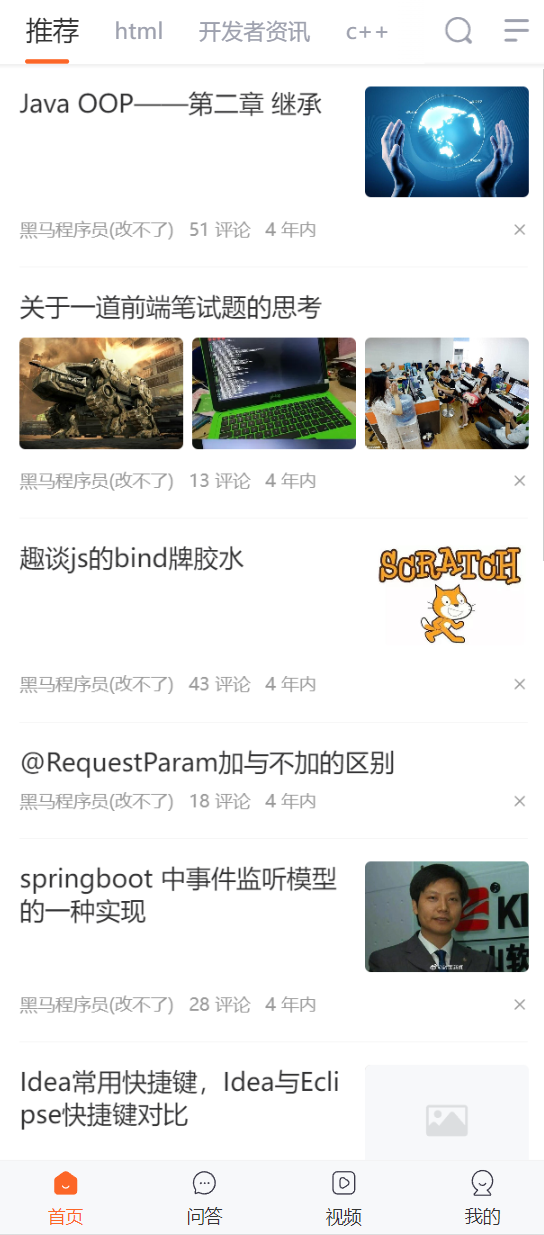 推荐 html 开发者资讯 c++
Java OOP——第二章 继承
黑马程序员(改不了) 51 评论 4 年内 ×
关于一道前端笔试题的思考
黑马程序员(改不了) 13 评论 4 年内 ×
趣谈js的bind牌胶水
SCRATCH
黑马程序员(改不了) 43 评论 4 年内 ×
@RequestParam加与不加的区别
黑马程序员(改不了) 18 评论 4 年内 ×
springboot 中事件监听模型
的一种实现
黑马程序员(改不了) 28 评论 4 年内 ×
Idea常用快捷键，Idea与Ecli
pse快捷键对比
首页 问答 视频 我的